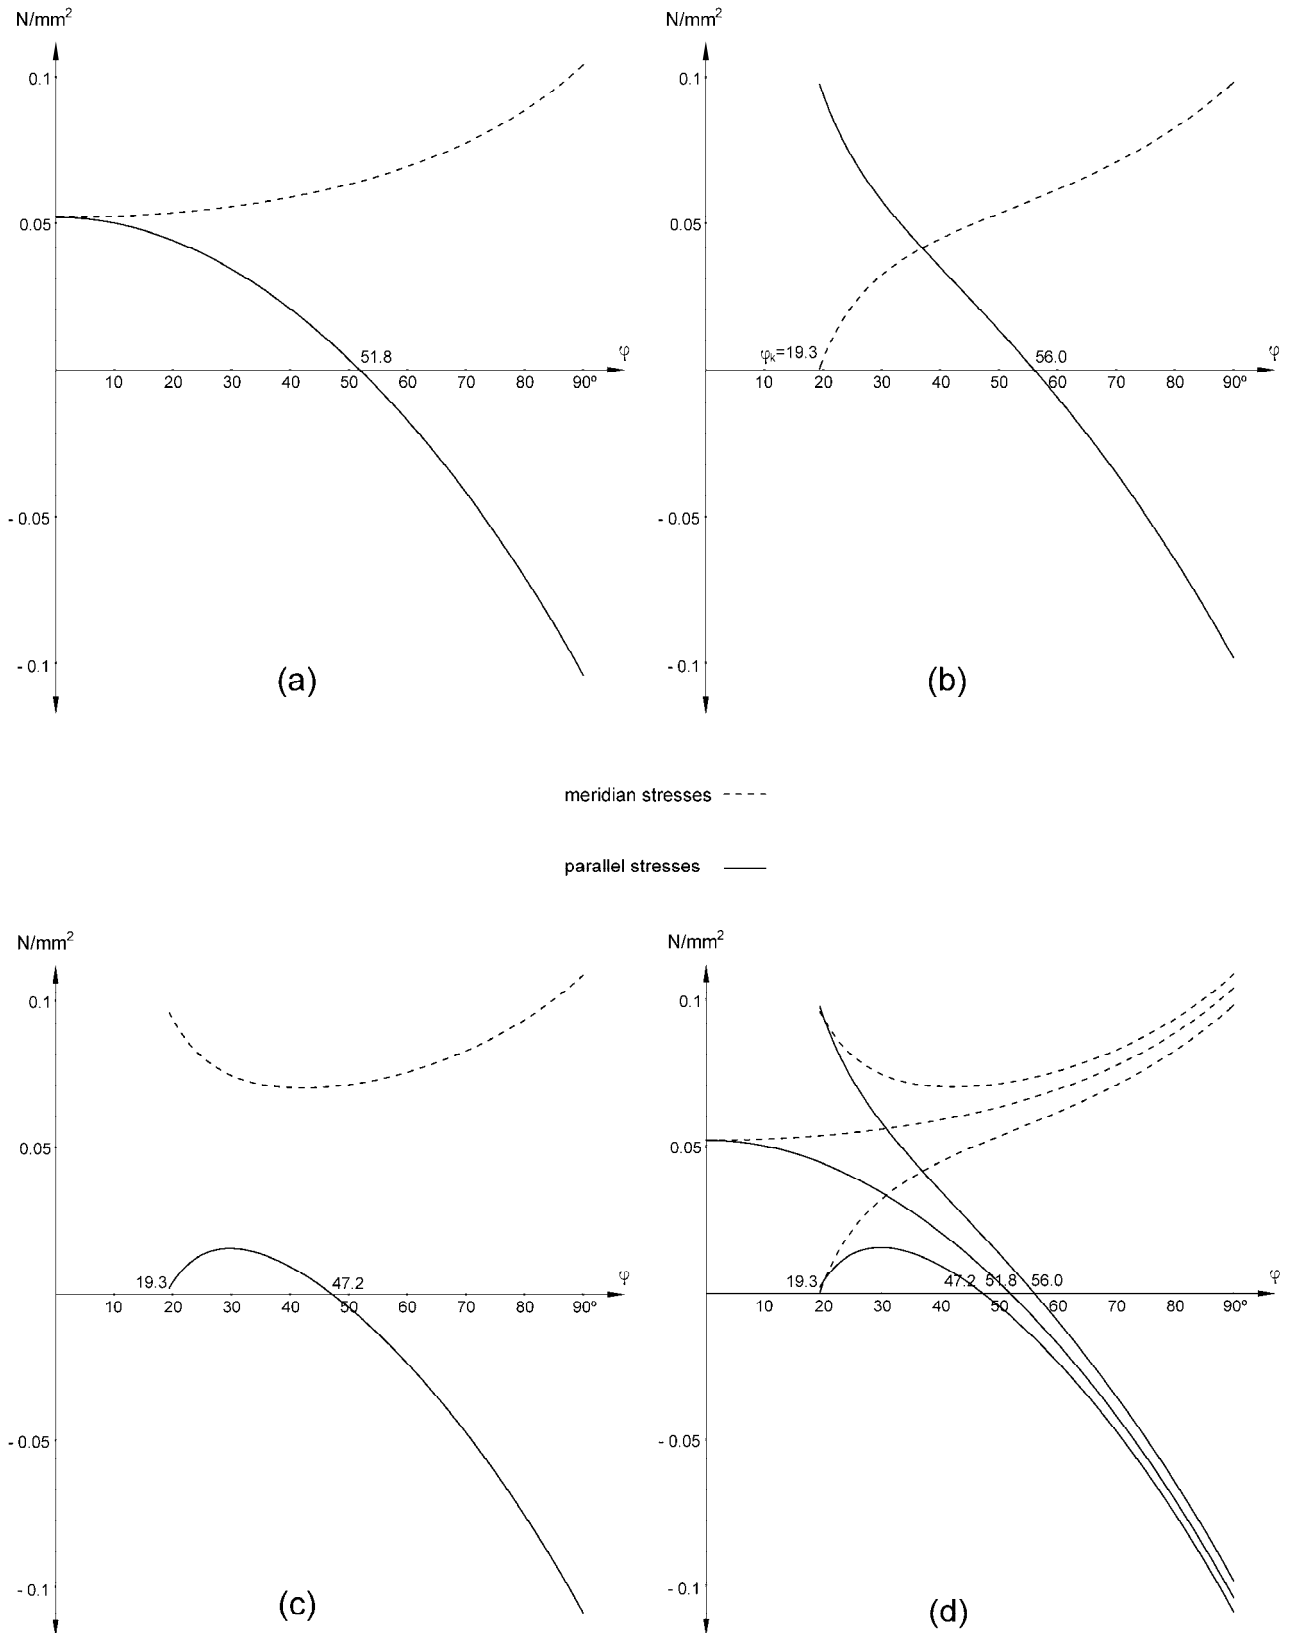 N/mm²
0.1
0.05
51.8
φ
10 20 30 40 50 60 70 80 90º
- 0.05
- 0.1
(a)
N/mm²
0.1
0.05
φk=19.3
56.0
φ
10 20 30 40 50 60 70 80 90º
- 0.05
- 0.1
(b)
meridian stresses
parallel stresses
N/mm²
0.1
0.05
19.3
47.2
φ
10 20 30 40 50 60 70 80 90º
- 0.05
- 0.1
(c)
N/mm²
0.1
0.05
19.3
47.2 51.8 56.0
φ
10 20 30 40 50 60 70 80 90º
- 0.05
- 0.1
(d)